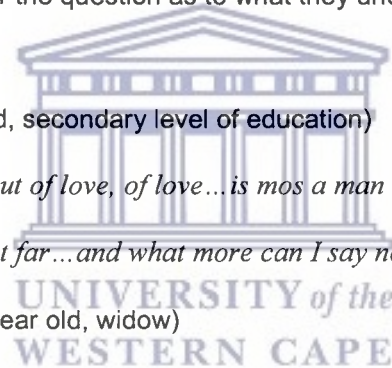 the question as to what they un
d, secondary level of education)
ut of love, of love...is mos a man
t far...and what more can I say n
UNIVERSITY of the
ear old, widow)
WESTERN CAPE